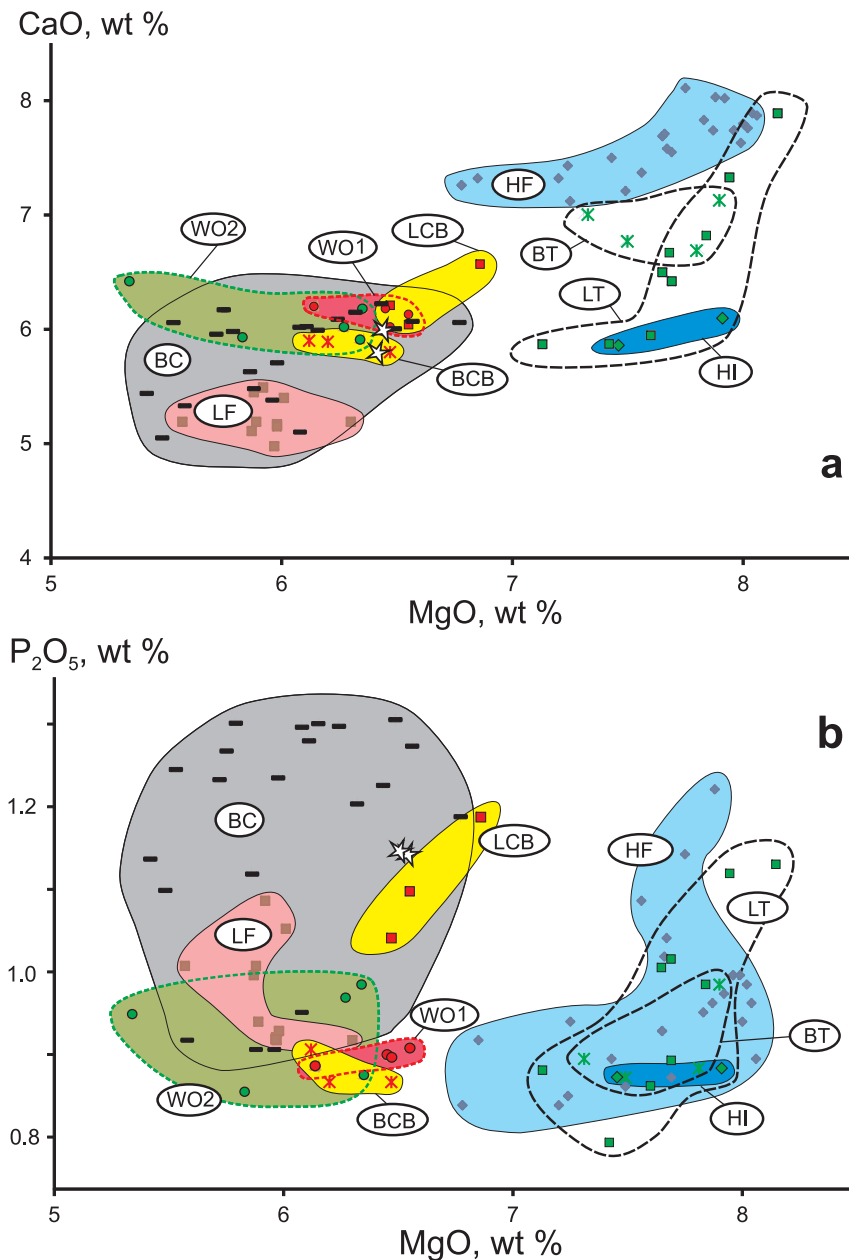 CaO, wt %
8
7
6
5
4
HF
LCB
WO1
WO2
BT
LT
BC
HI
BCB
LF
a
5
6
7
8
MgO, wt %
P₂O₅, wt %
b
1.2
1.0
0.8
BC
LCB
HF
LT
LF
WO1
BT
WO2
BCB
HI
5
6
7
8
MgO, wt %